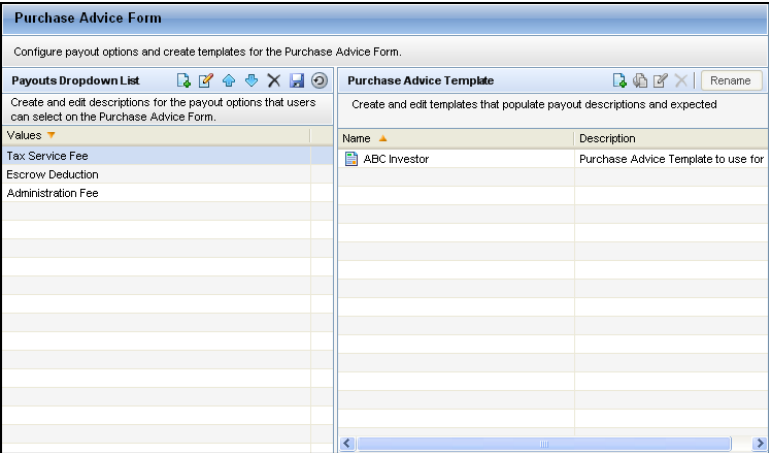 Purchase Advice Form
Configure payout options and create templates for the Purchase Advice Form.
Payouts Dropdown List
Create and edit descriptions for the payout options that users
can select on the Purchase Advice Form.
Values
Tax Service Fee
Escrow Deduction
Administration Fee
Purchase Advice Template
Rename
Create and edit templates that populate payout descriptions and expected
Name
Description
ABC Investor
Purchase Advice Template to use for